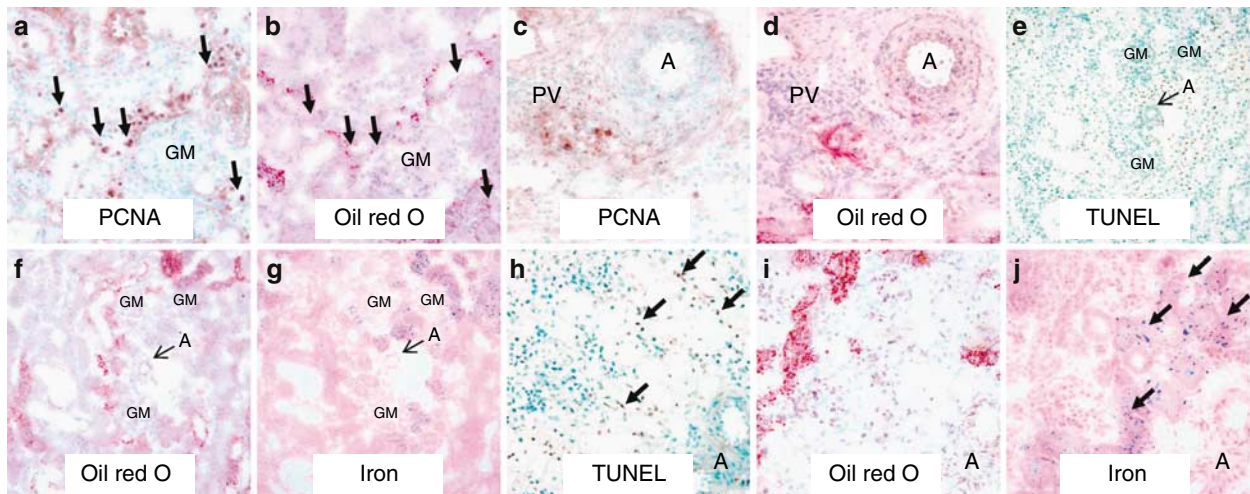 a
GM
PCNA
b
GM
Oil red O
c
A
PV
PCNA
d
A
PV
Oil red O
e
GM GM
A
GM
TUNEL
f
GM GM
A
GM
Oil red O
g
GM GM
A
GM
Iron
h
A
TUNEL
i
A
Oil red O
j
A
Iron